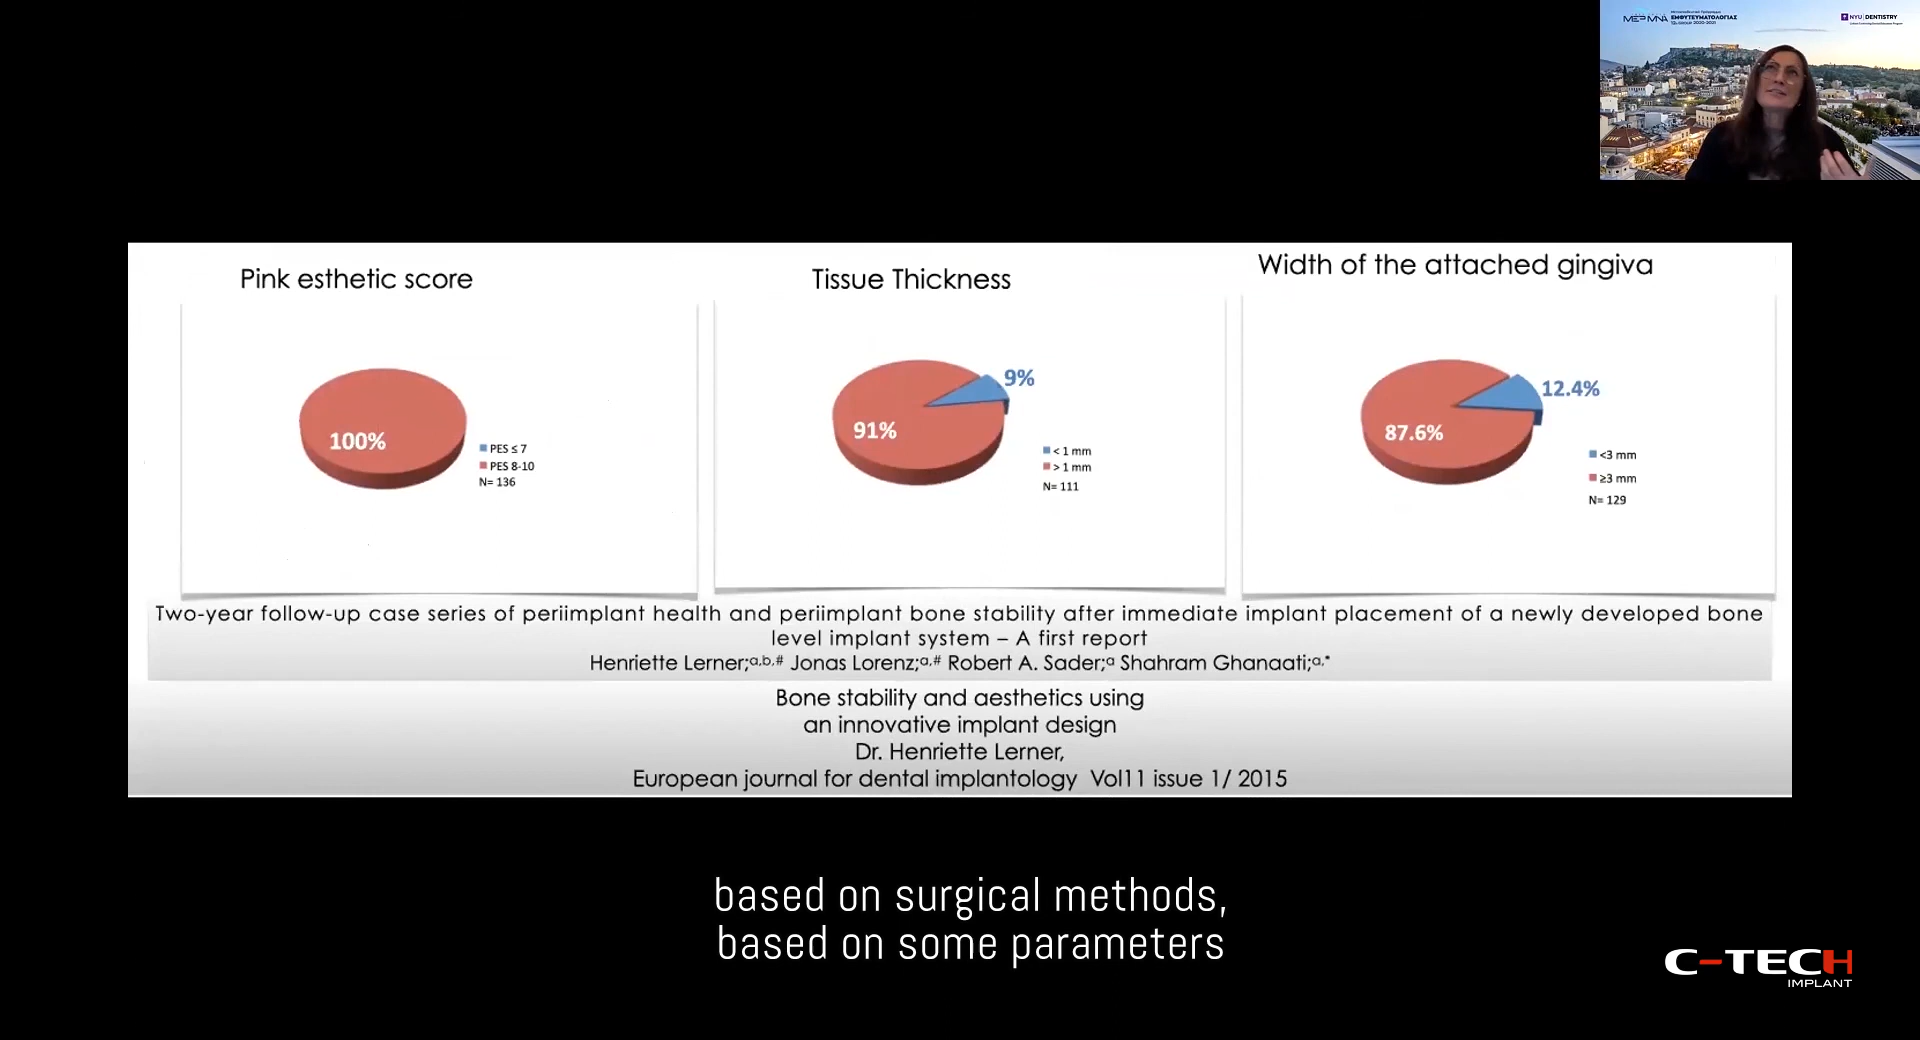 ΜΕΡΙΜΝΑ
ΕΜΦΥΤΕΥΜΑΤΟΛΟΓΙΑΣ
NYU DENTISTRY
Pink esthetic score
100%
PES ≤ 7
PES 8-10
N= 136
Tissue Thickness
9%
91%
< 1 mm
> 1 mm
N= 111
Width of the attached gingiva
12.4%
87.6%
<3 mm
≥3 mm
N= 129
Two-year follow-up case series of periimplant health and periimplant bone stability after immediate implant placement of a newly developed bone
level implant system – A first report
Henriette Lerner;a,b,# Jonas Lorenz;a,# Robert A. Sader;a Shahram Ghanaati;a,*
Bone stability and aesthetics using
an innovative implant design
Dr. Henriette Lerner,
European journal for dental implantology Vol11 issue 1/ 2015
based on surgical methods,
based on some parameters
C-TECH
IMPLANT